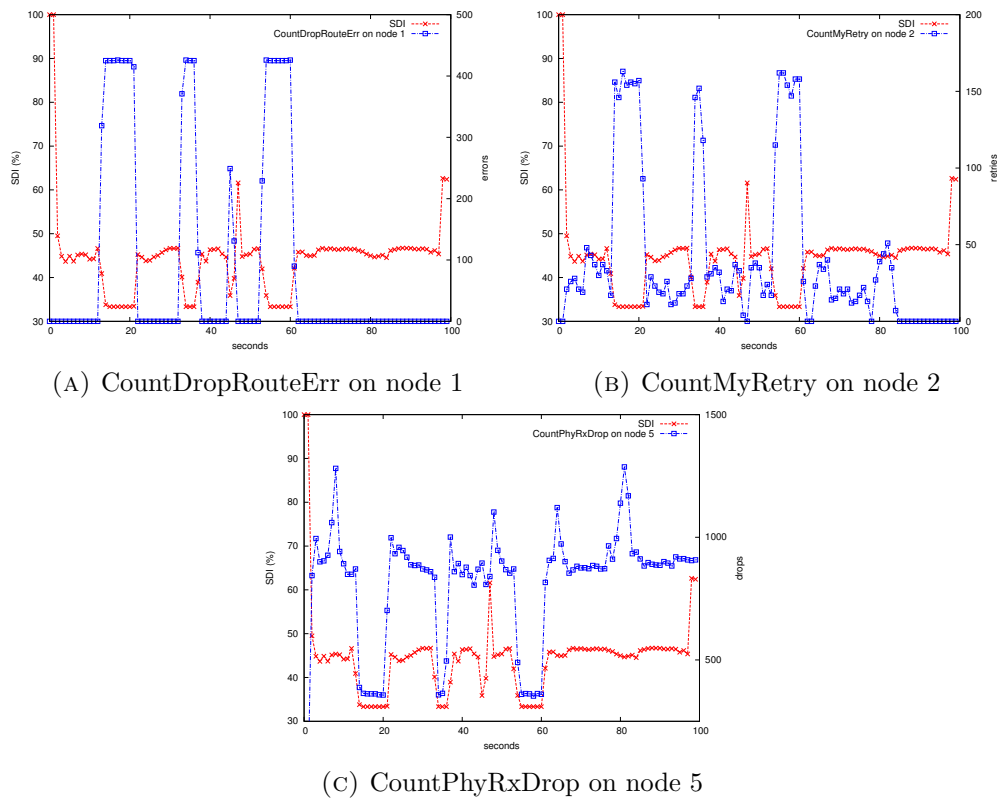 SDI
CountDropRouteErr on node 1
100
90
80
70
60
50
40
30
SDI (%)
500
400
300
200
100
0
errors
0 20 40 60 80 100
seconds
(A) CountDropRouteErr on node 1
SDI
CountMyRetry on node 2
100
90
80
70
60
50
40
30
SDI (%)
200
150
100
50
0
retries
0 20 40 60 80 100
seconds
(B) CountMyRetry on node 2
SDI
CountPhyRxDrop on node 5
100
90
80
70
60
50
40
30
SDI (%)
1500
1000
500
drops
0 20 40 60 80 100
seconds
(C) CountPhyRxDrop on node 5